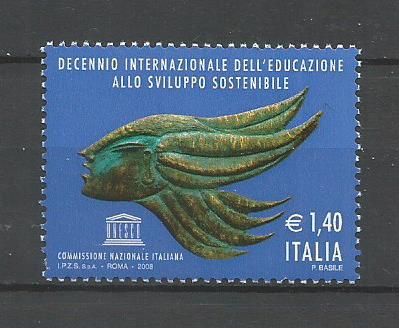 DECENNIO INTERNAZIONALE DELL'EDUCAZIONE
ALLO SVILUPPO SOSTENIBILE
UNESCO
COMMISSIONE NAZIONALE ITALIANA
I.P.Z.S. S.p.A. - ROMA - 2008
€ 1,40
ITALIA
P. BASILE